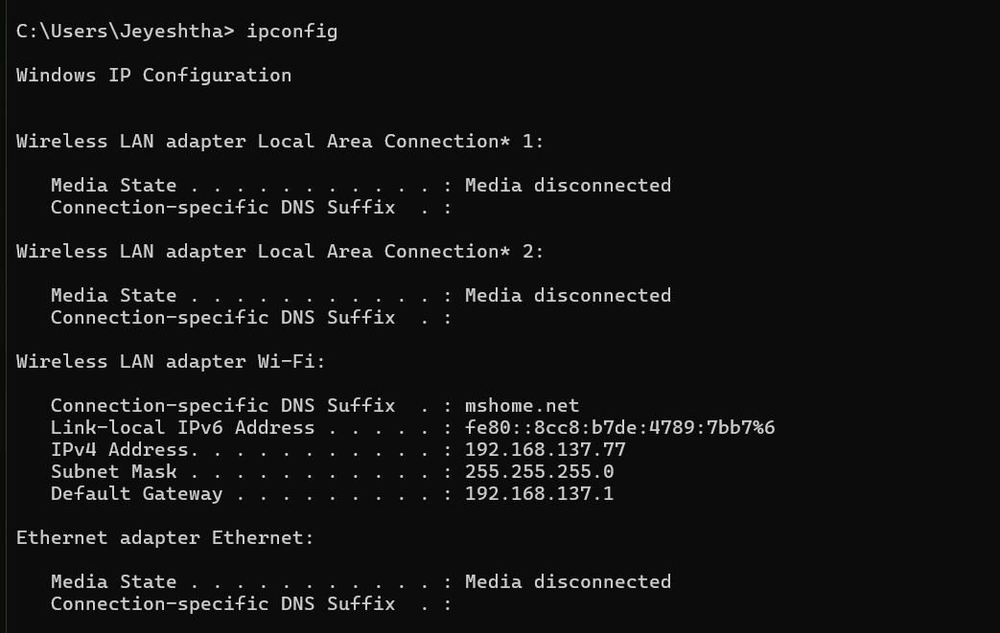 C:\Users\Jeyeshtha> ipconfig
Windows IP Configuration
Wireless LAN adapter Local Area Connection* 1:
   Media State . . . . . . . . . . . : Media disconnected
   Connection-specific DNS Suffix  . :
Wireless LAN adapter Local Area Connection* 2:
   Media State . . . . . . . . . . . : Media disconnected
   Connection-specific DNS Suffix  . :
Wireless LAN adapter Wi-Fi:
   Connection-specific DNS Suffix  . : mshome.net
   Link-local IPv6 Address . . . . . : fe80::8cc8:b7de:4789:7bb7%6
   IPv4 Address. . . . . . . . . . . : 192.168.137.77
   Subnet Mask . . . . . . . . . . . : 255.255.255.0
   Default Gateway . . . . . . . . . : 192.168.137.1
Ethernet adapter Ethernet:
   Media State . . . . . . . . . . . : Media disconnected
   Connection-specific DNS Suffix  . :